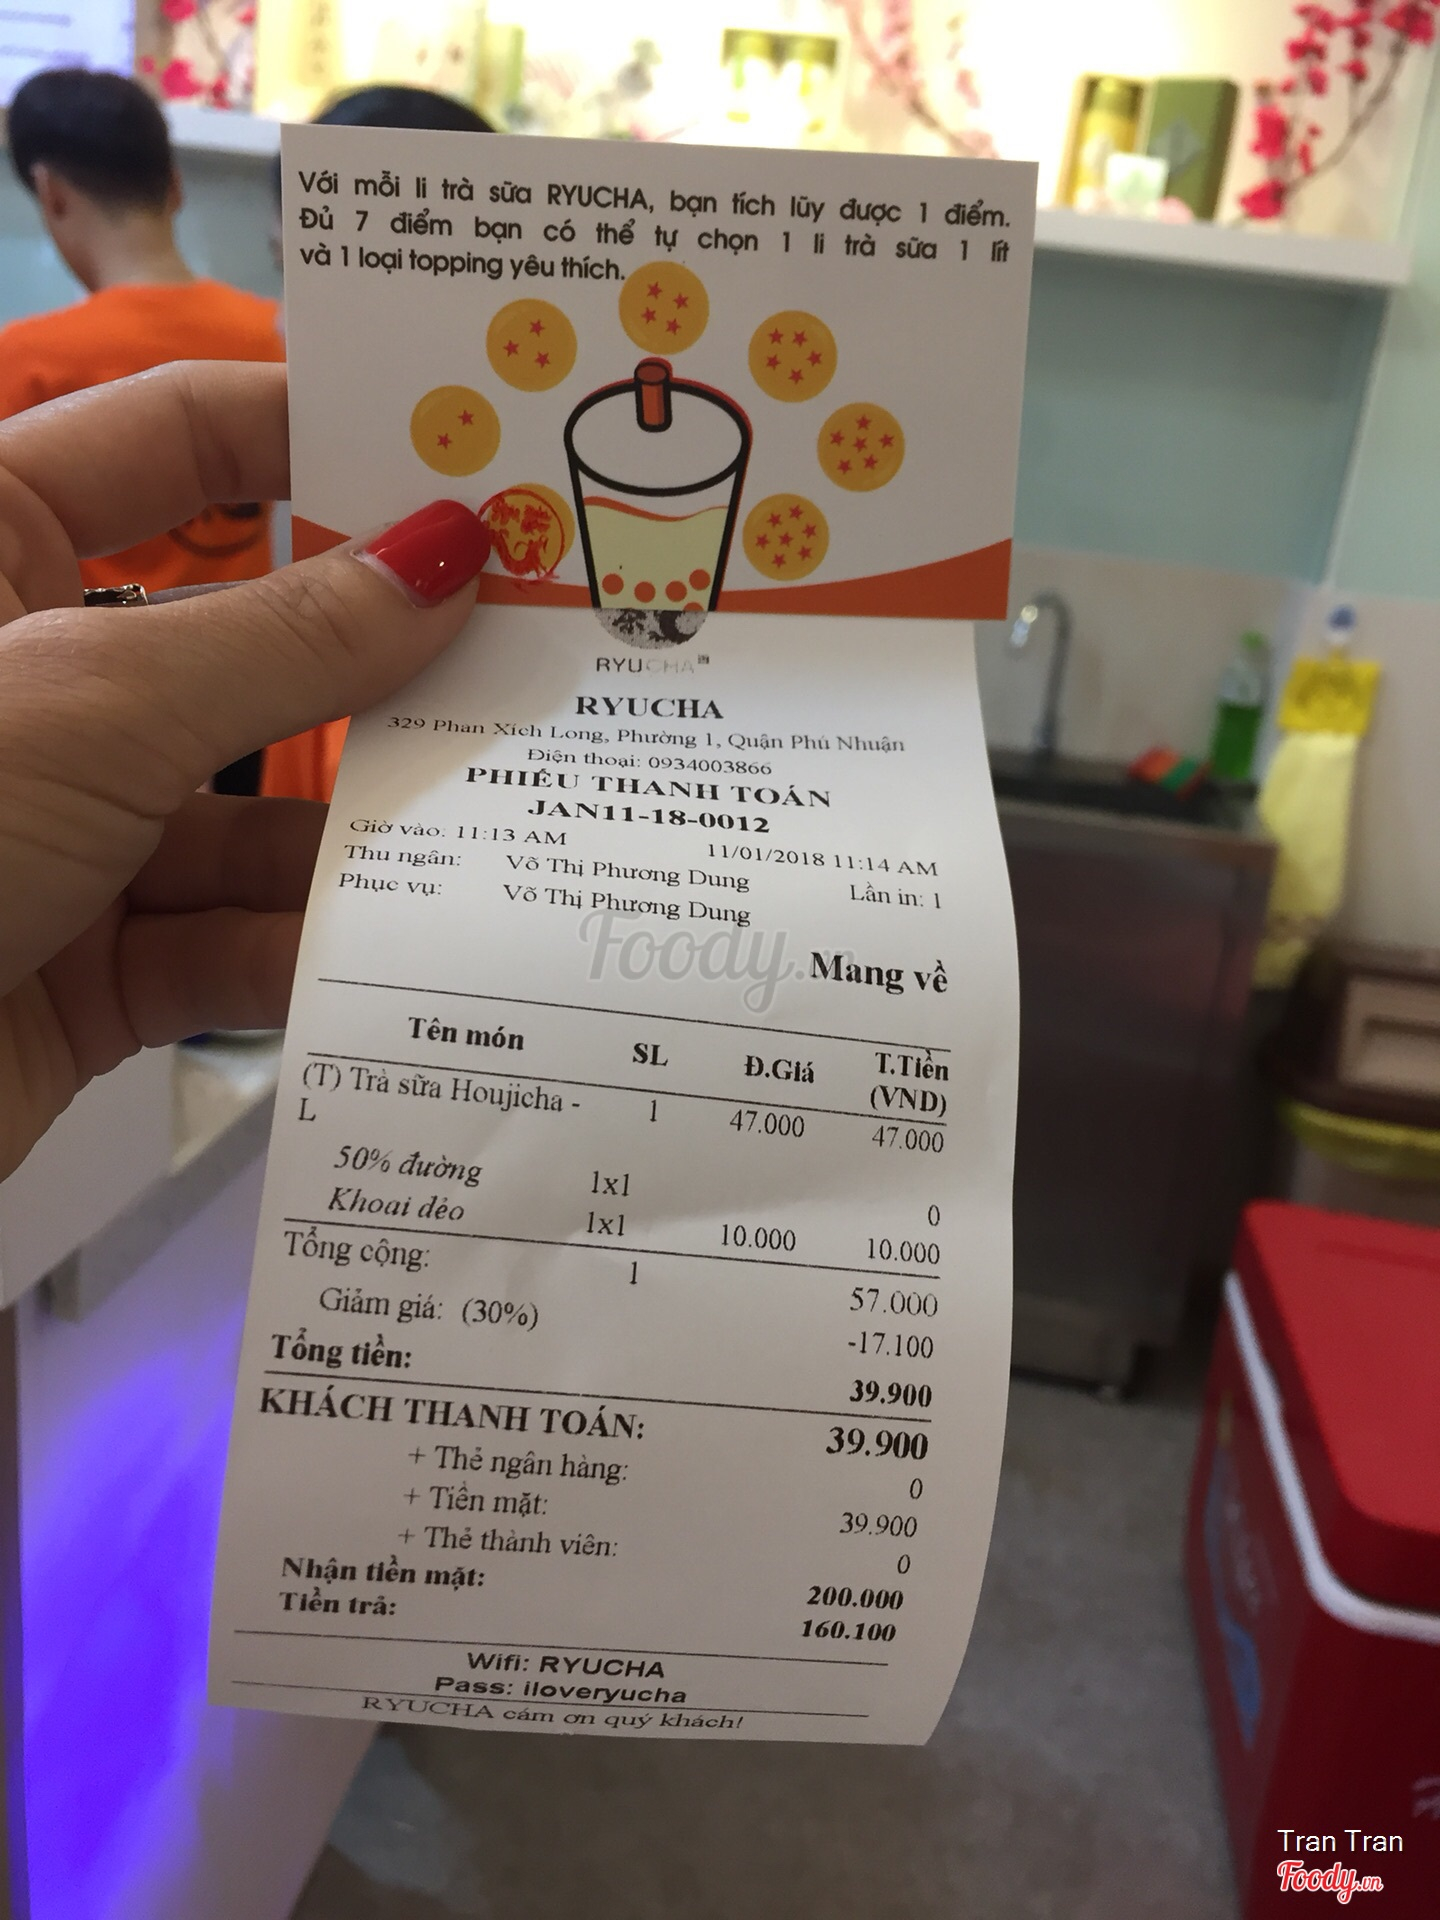 Với mỗi li trà sữa RYUCHA, bạn tích lũy được 1 điểm.
Đủ 7 điểm bạn có thể tự chọn 1 li trà sữa 1 lít
và 1 loại topping yêu thích.
RYUCHA
RYUCHA
329 Phan Xích Long, Phường 1, Quận Phú Nhuận
Điện thoại: 0934003866
PHIẾU THANH TOÁN
JAN11-18-0012
Giờ vào: 11:13 AM 11/01/2018 11:14 AM
Thu ngân: Võ Thị Phương Dung Lần in: 1
Phục vụ: Võ Thị Phương Dung
Foody.vn
Mang về
Tên món SL Đ.Giá T.Tiền (VND)
(T) Trà sữa Houjicha - 1 47.000 47.000
L
50% đường 1x1 0
Khoai dẻo 1x1 10.000 10.000
Tổng cộng: 1 57.000
Giảm giá: (30%) -17.100
Tổng tiền: 39.900
KHÁCH THANH TOÁN: 39.900
+ Thẻ ngân hàng: 0
+ Tiền mặt: 39.900
+ Thẻ thành viên: 0
Nhận tiền mặt: 200.000
Tiền trả: 160.100
Wifi: RYUCHA
Pass: iloveryucha
RYUCHA cám ơn quý khách!
Tran Tran
Foody.vn